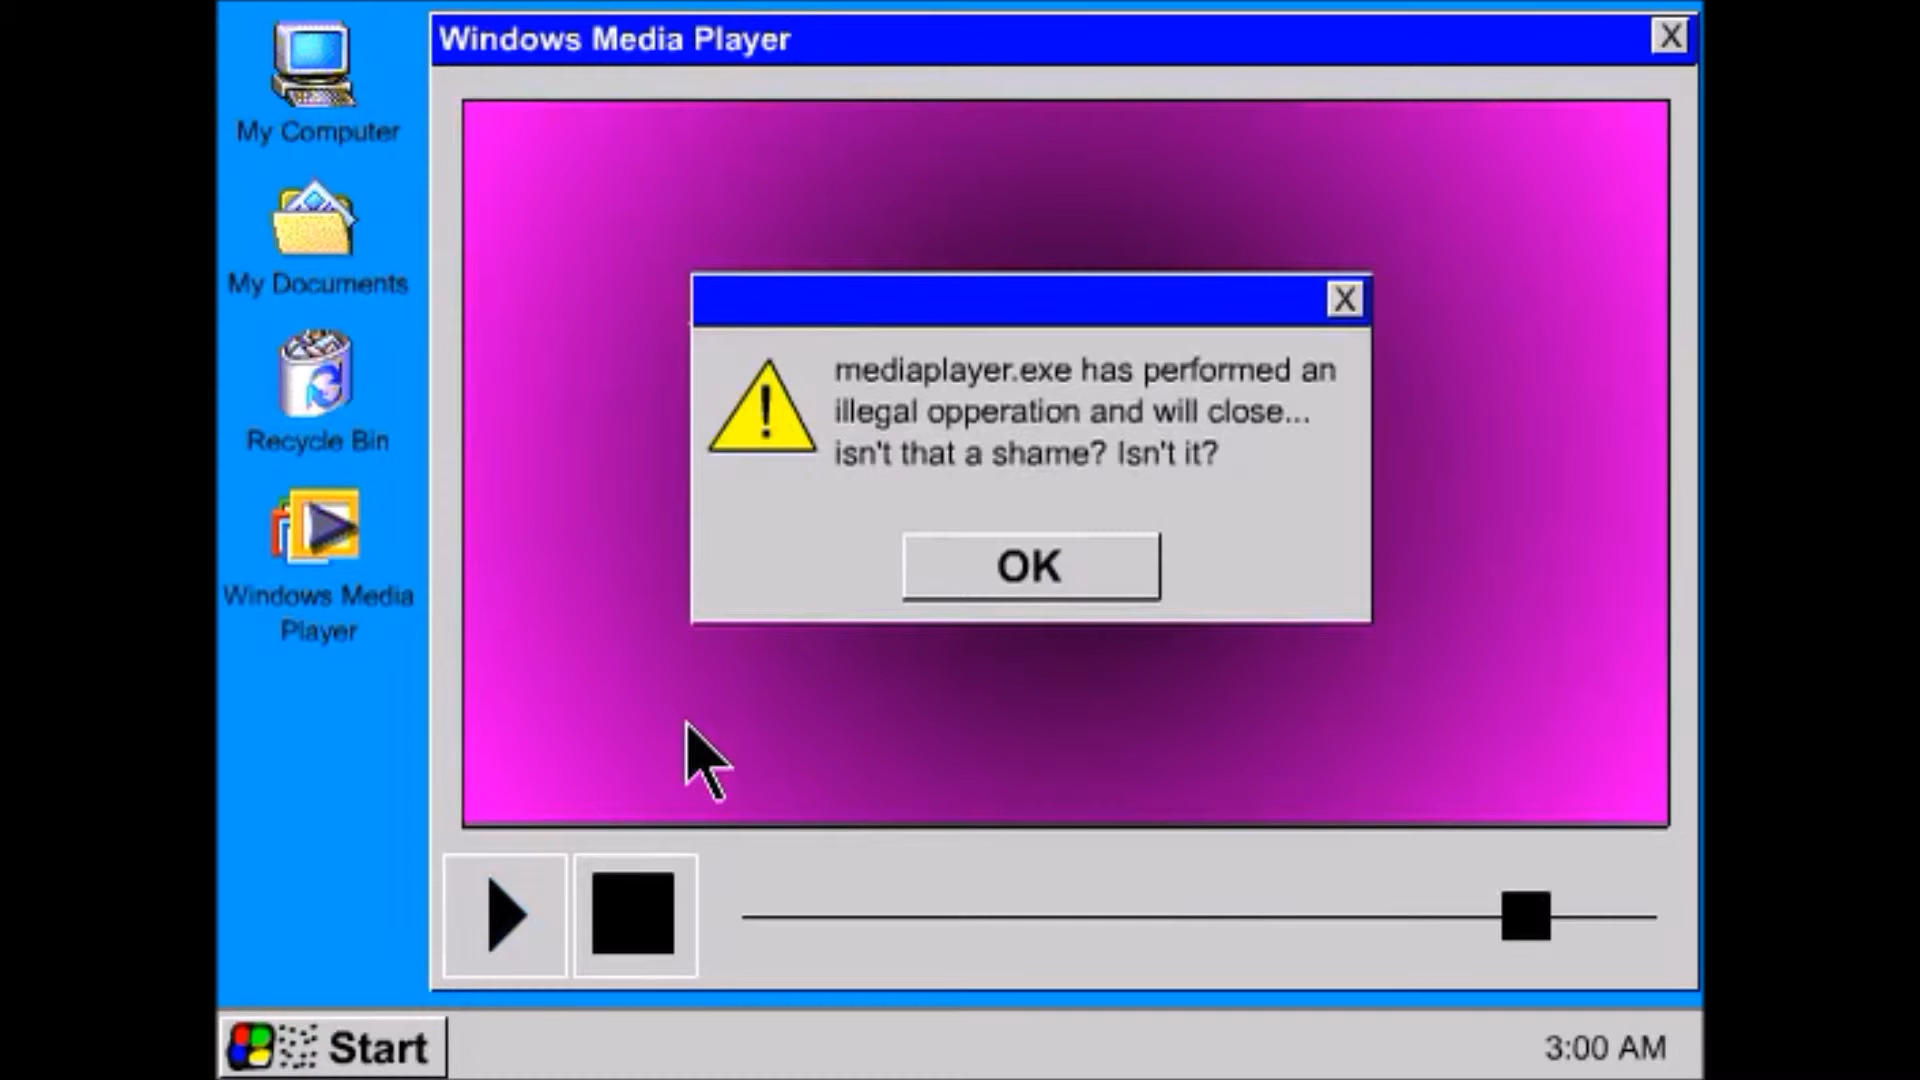 Windows Media Player
X
My Computer
My Documents
Recycle Bin
Windows Media
Player
X
mediaplayer.exe has performed an
illegal opperation and will close...
isn't that a shame? Isn't it?
OK
Start
3:00 AM